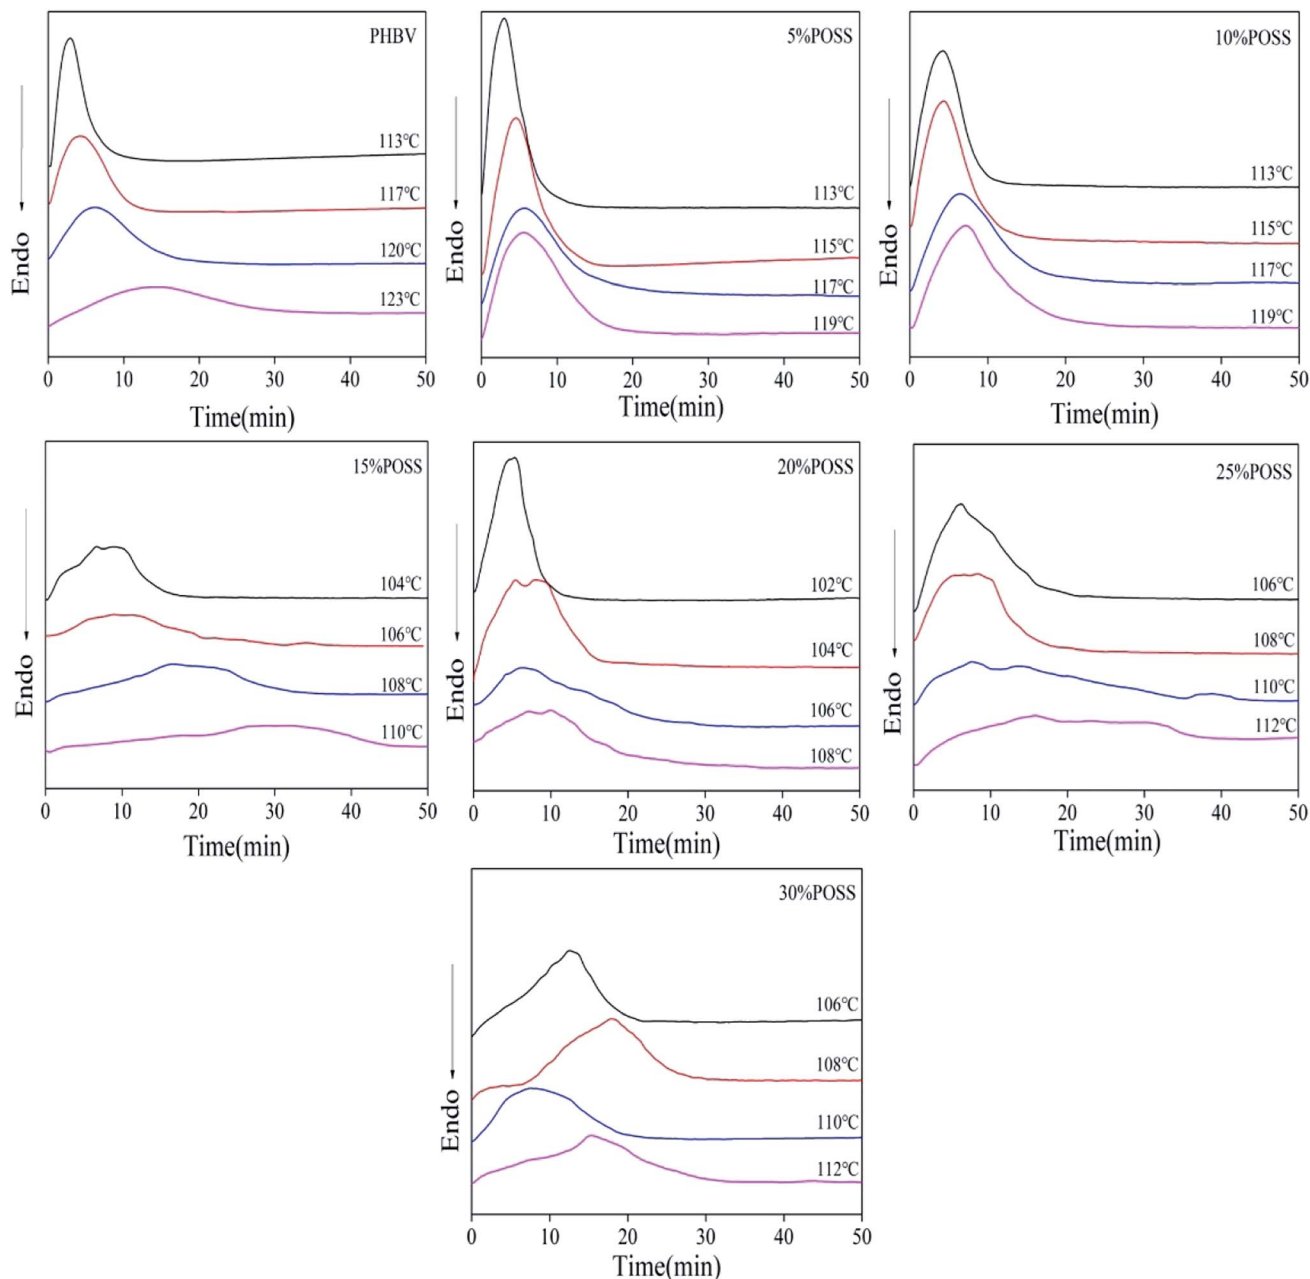 PHBV
113℃
117℃
120℃
123℃
Endo
0 10 20 30 40 50
Time(min)
5%POSS
113℃
115℃
117℃
119℃
Endo
0 10 20 30 40 50
Time(min)
10%POSS
113℃
115℃
117℃
119℃
Endo
0 10 20 30 40 50
Time(min)
15%POSS
104℃
106℃
108℃
110℃
Endo
0 10 20 30 40 50
Time(min)
20%POSS
102℃
104℃
106℃
108℃
Endo
0 10 20 30 40 50
Time(min)
25%POSS
106℃
108℃
110℃
112℃
Endo
0 10 20 30 40 50
Time(min)
30%POSS
106℃
108℃
110℃
112℃
Endo
0 10 20 30 40 50
Time(min)